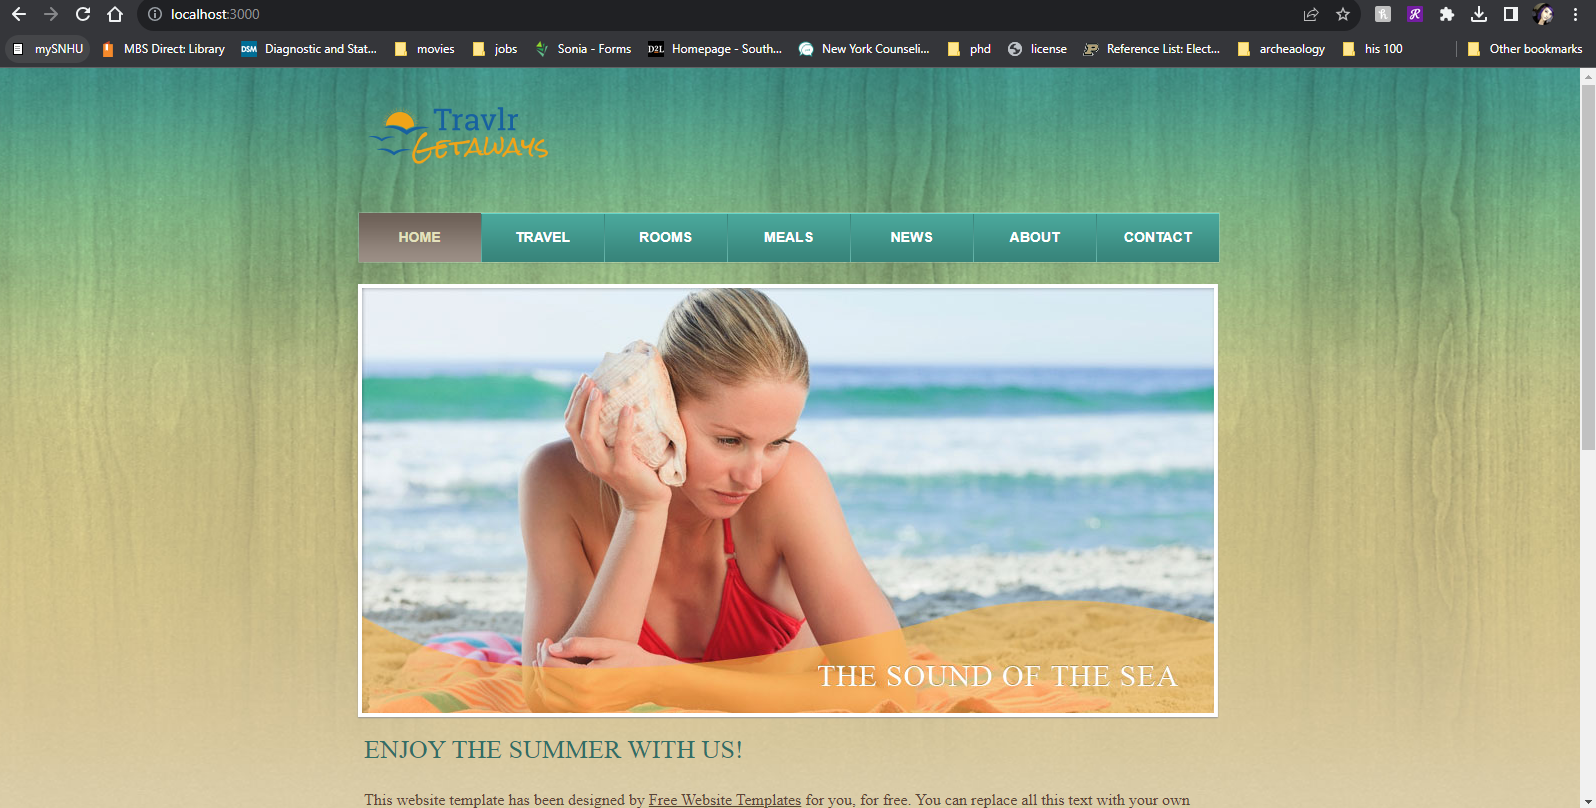 localhost:3000
mySNHU MBS Direct: Library Diagnostic and Stat... movies jobs Sonia - Forms Homepage - South... New York Counseli... phd license Reference List: Elect... archeaology his 100 Other bookmarks
Travlr
Getaways
HOME TRAVEL ROOMS MEALS NEWS ABOUT CONTACT
THE SOUND OF THE SEA
ENJOY THE SUMMER WITH US!
This website template has been designed by Free Website Templates for you, for free. You can replace all this text with your own